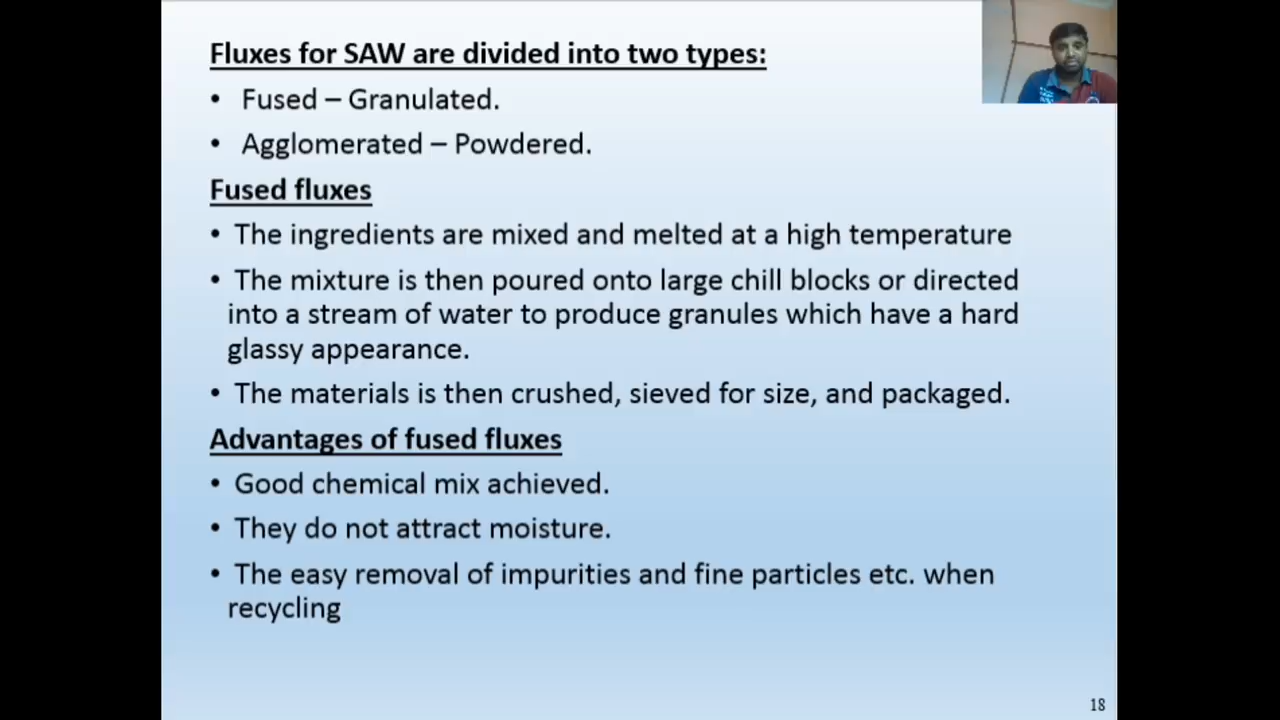 Fluxes for SAW are divided into two types:
• Fused – Granulated.
• Agglomerated – Powdered.
Fused fluxes
• The ingredients are mixed and melted at a high temperature
• The mixture is then poured onto large chill blocks or directed
into a stream of water to produce granules which have a hard
glassy appearance.
• The materials is then crushed, sieved for size, and packaged.
Advantages of fused fluxes
• Good chemical mix achieved.
• They do not attract moisture.
• The easy removal of impurities and fine particles etc. when
recycling
18